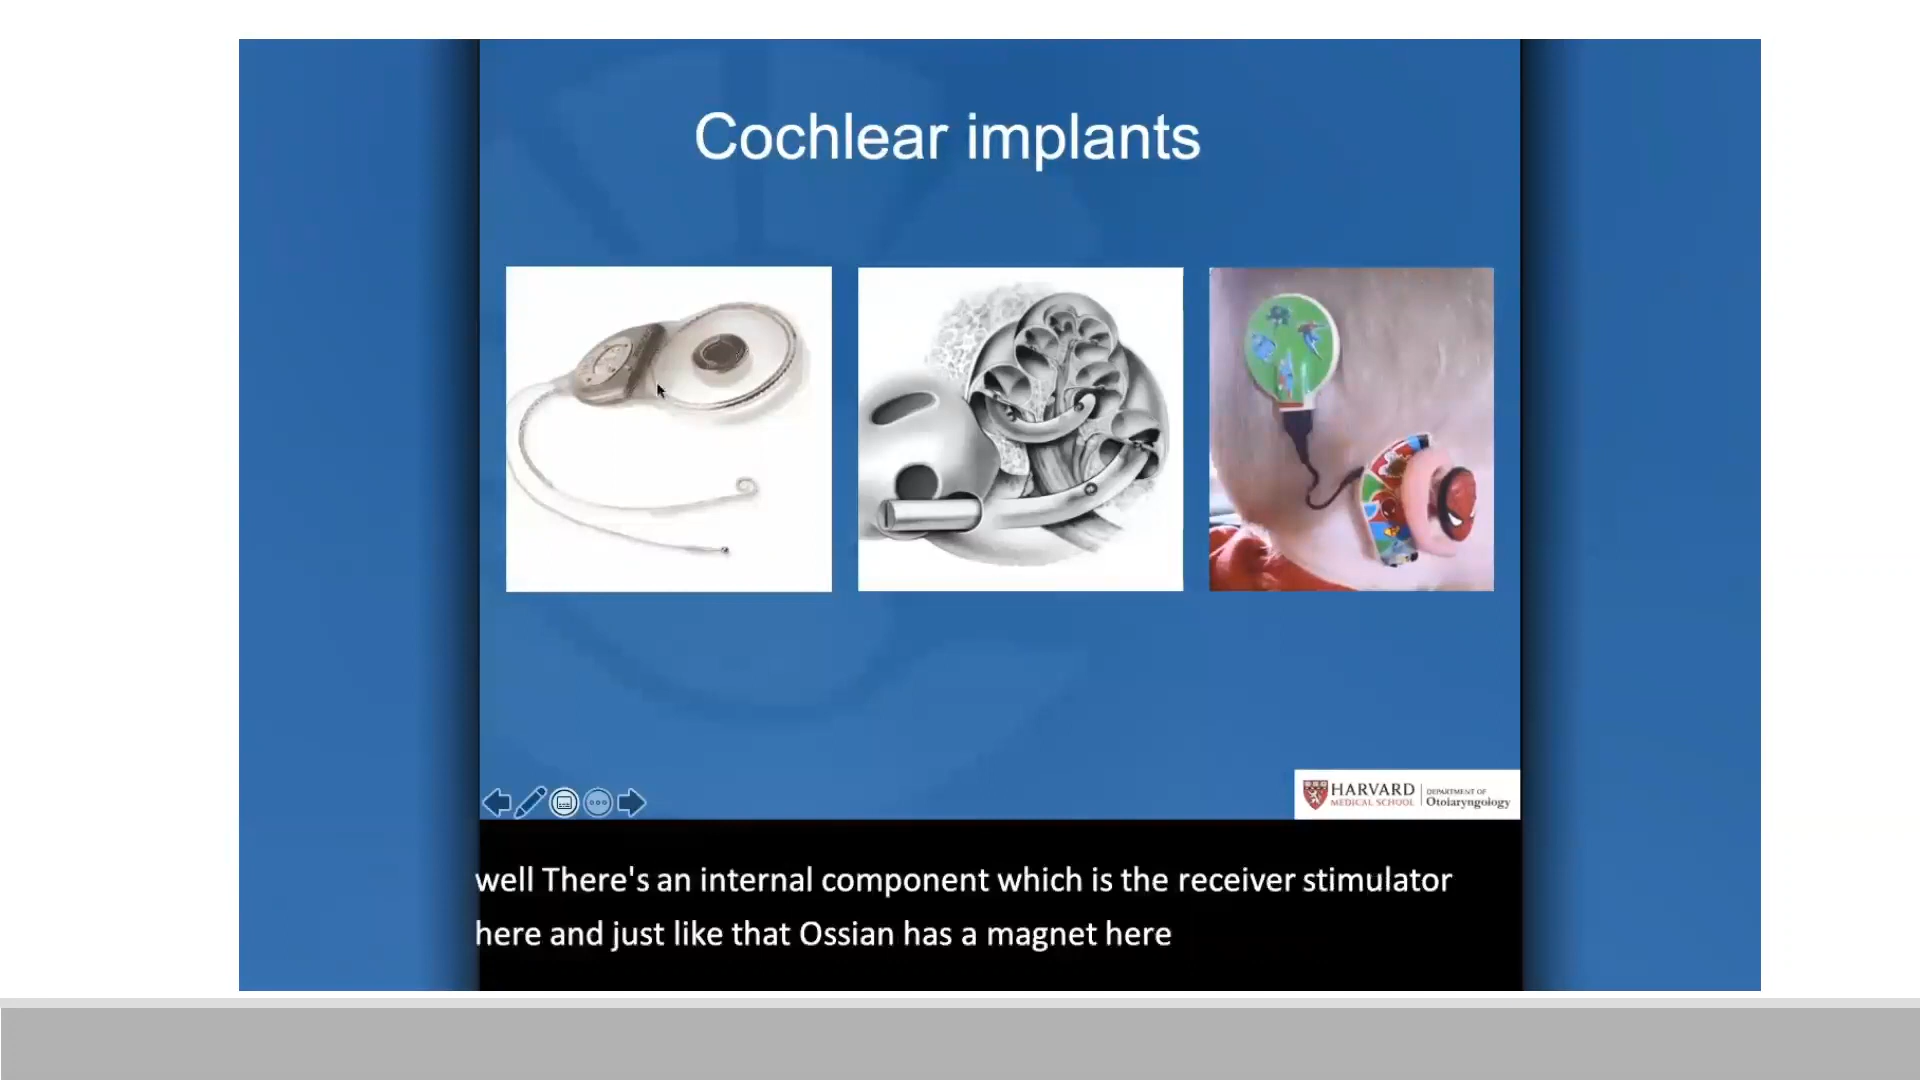 Cochlear implants
HARVARD
MEDICAL SCHOOL
DEPARTMENT OF
Otolaryngology
well There's an internal component which is the receiver stimulator
here and just like that Ossian has a magnet here